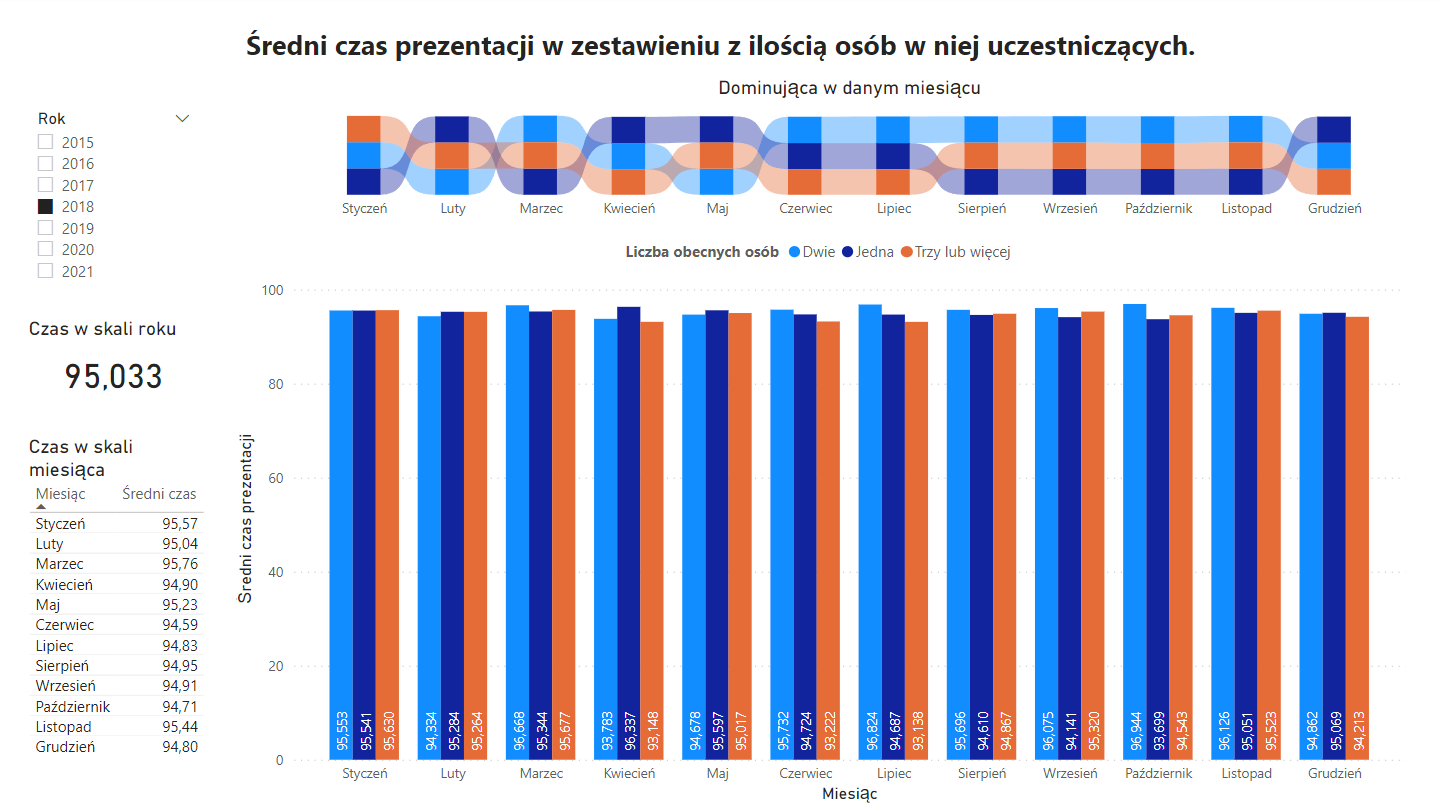 Średni czas prezentacji w zestawieniu z ilością osób w niej uczestniczących.
Dominująca w danym miesiącu
Rok
2015
2016
2017
2018
2019
2020
2021
Styczeń Luty Marzec Kwiecień Maj Czerwiec Lipiec Sierpień Wrzesień Październik Listopad Grudzień
Liczba obecnych osób Dwie Jedna Trzy lub więcej
Czas w skali roku
95,033
Czas w skali
miesiąca
Miesiąc Średni czas
Styczeń 95,57
Luty 95,04
Marzec 95,76
Kwiecień 94,90
Maj 95,23
Czerwiec 94,59
Lipiec 94,83
Sierpień 94,95
Wrzesień 94,91
Październik 94,71
Listopad 95,44
Grudzień 94,80
Średni czas prezentacji
100
80
60
40
20
0
95,553 95,541 95,630 94,334 95,284 95,264 96,668 95,344 95,677 93,783 96,337 93,148 94,678 95,597 95,017 95,732 94,724 93,222 96,824 94,687 93,138 95,696 94,610 94,867 96,075 94,141 95,320 96,944 93,699 94,543 96,126 95,051 95,523 94,862 95,069 94,213
Styczeń Luty Marzec Kwiecień Maj Czerwiec Lipiec Sierpień Wrzesień Październik Listopad Grudzień
Miesiąc